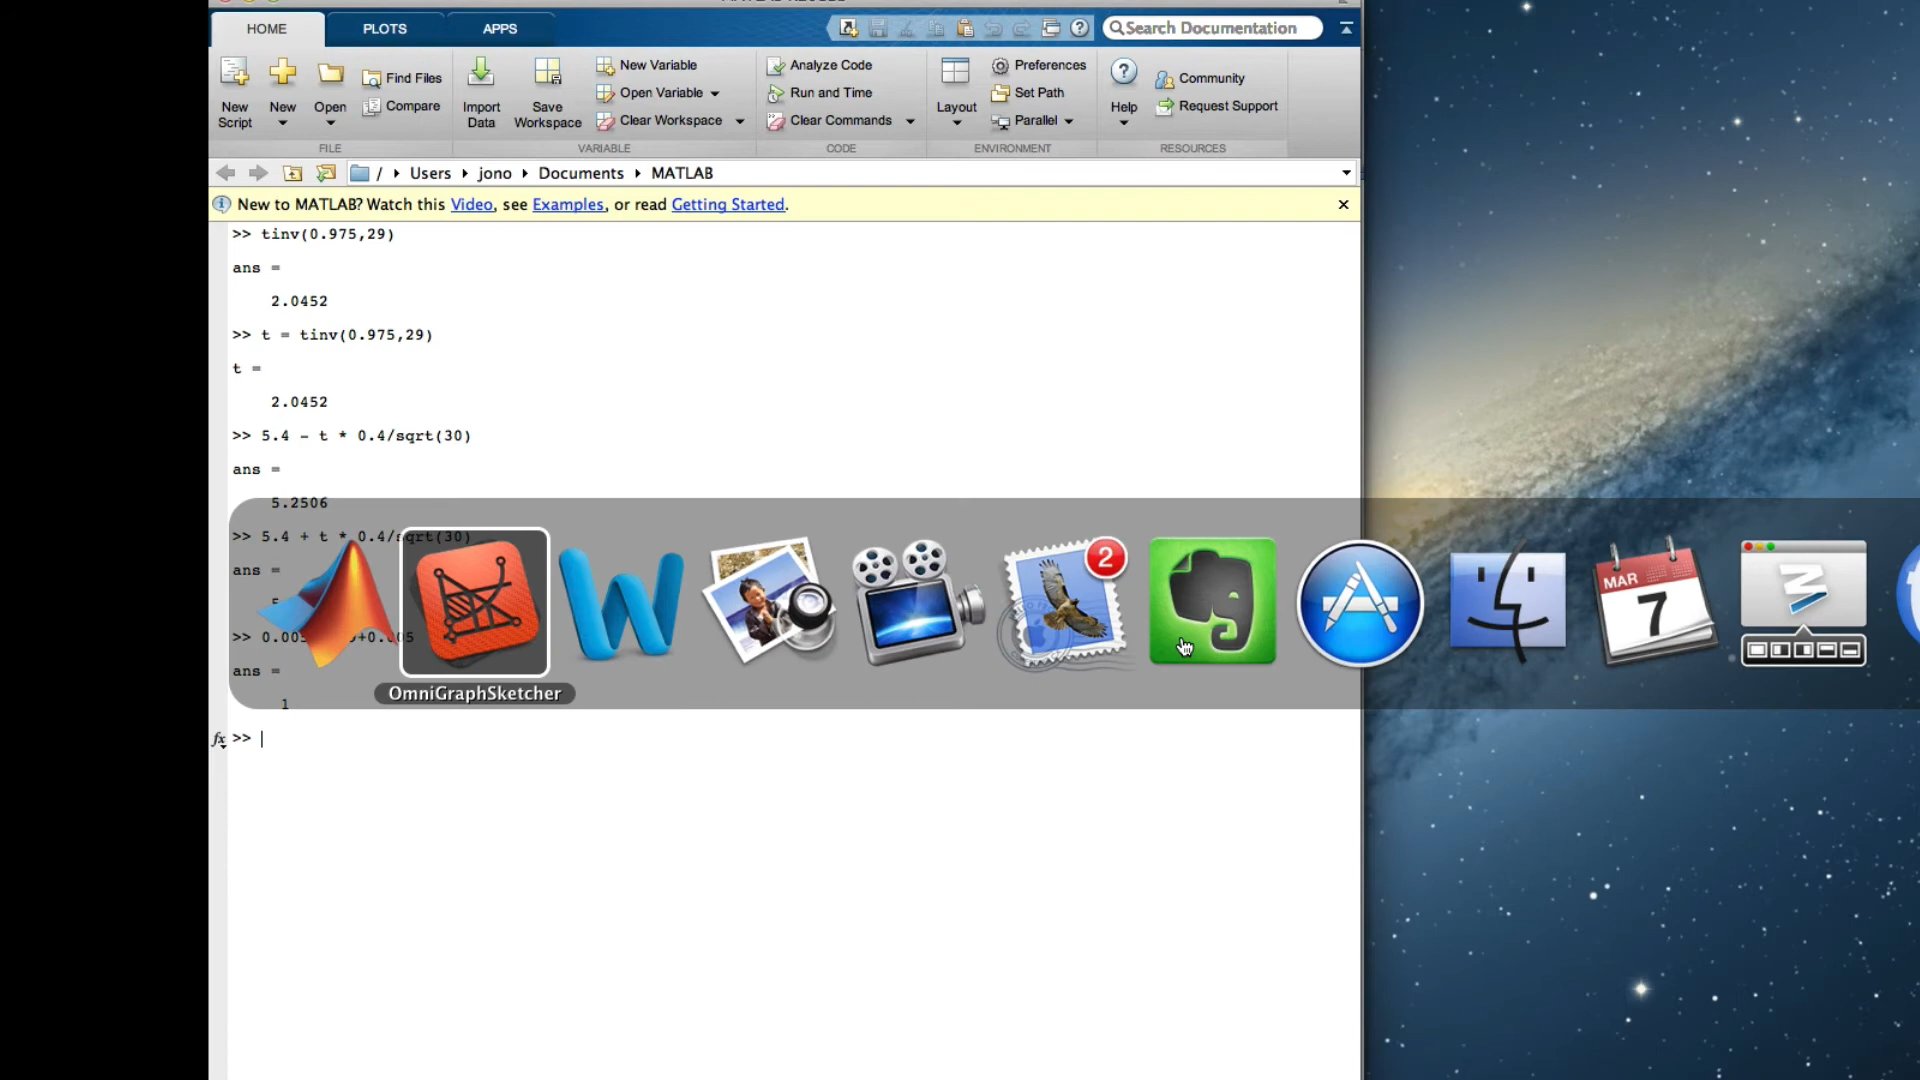 HOME PLOTS APPS Search Documentation
New Script New Open Find Files Compare Import Data Save Workspace New Variable Open Variable Clear Workspace Analyze Code Run and Time Clear Commands Layout Preferences Set Path Parallel Help Community Request Support
FILE VARIABLE CODE ENVIRONMENT RESOURCES
/ Users jono Documents MATLAB
New to MATLAB? Watch this Video, see Examples, or read Getting Started.
>> tinv(0.975,29)
ans =
2.0452
>> t = tinv(0.975,29)
t =
2.0452
>> 5.4 - t * 0.4/sqrt(30)
ans =
5.2506
>> 5.4 + t * 0.4/sqrt(30)
ans =
2
MAR
7
ans =
OmniGraphSketcher
1
fx >>